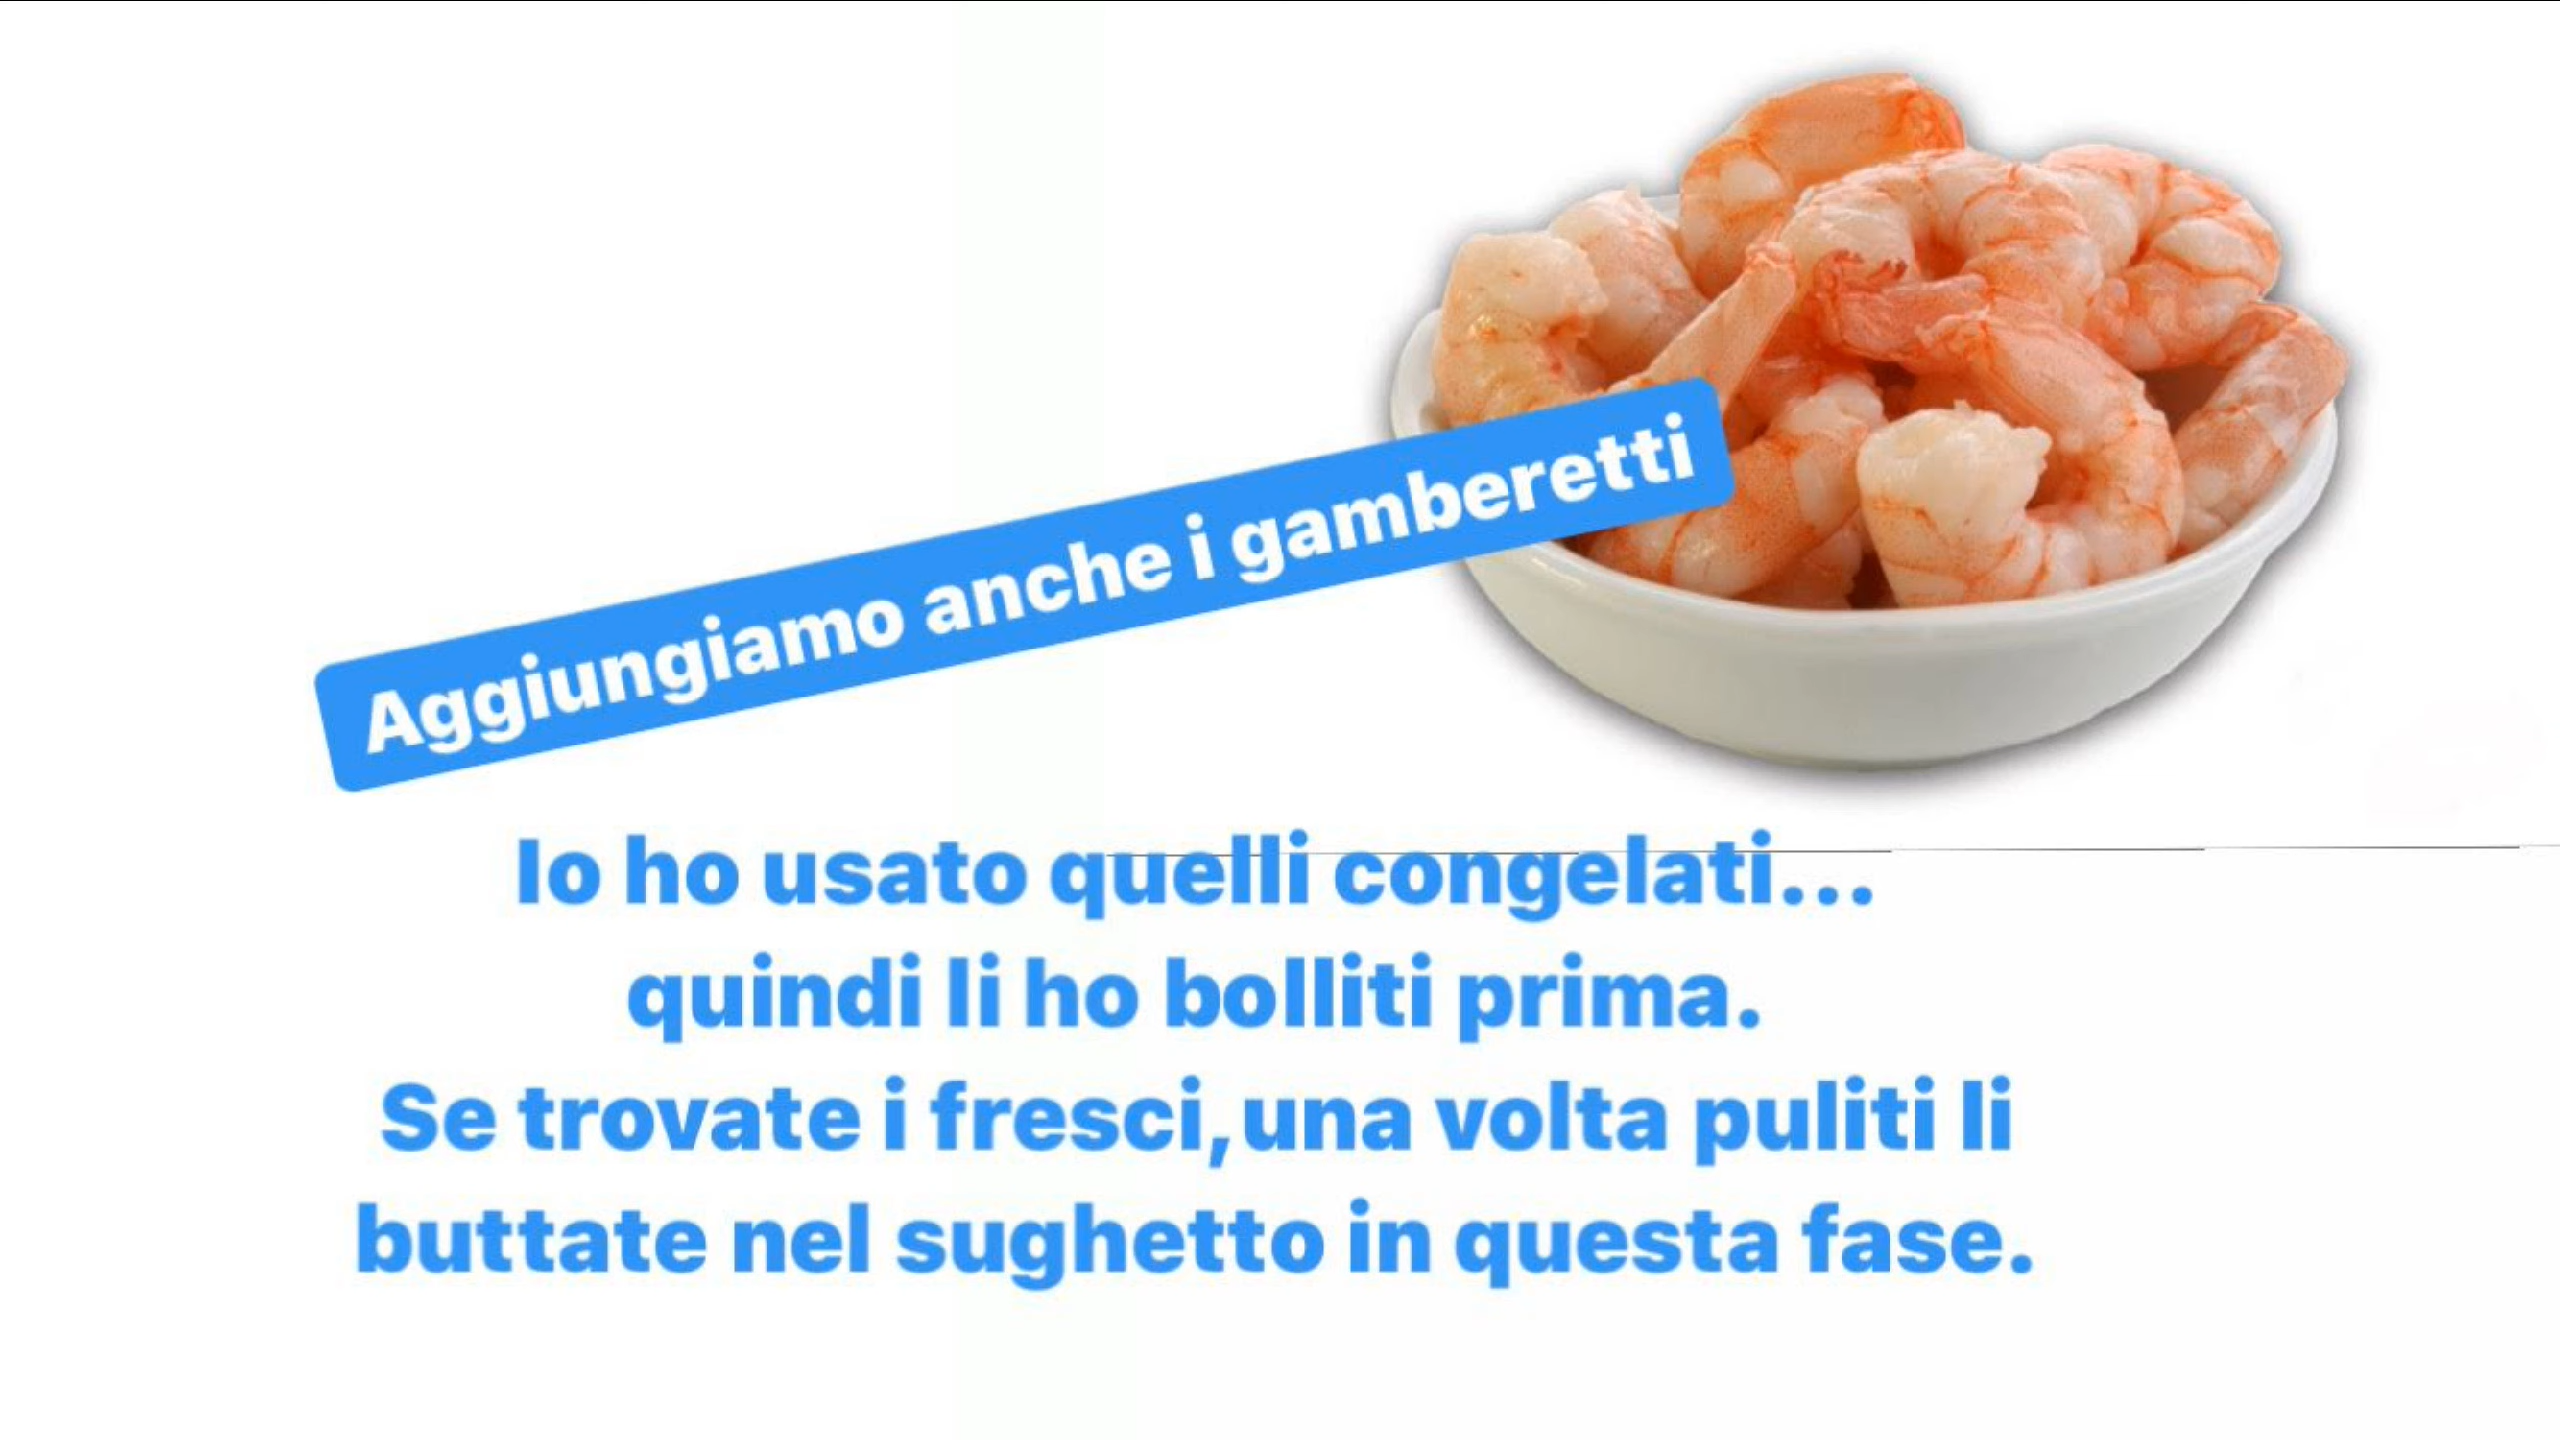 Aggiungiamo anche i gamberetti
Io ho usato quelli congelati...
quindi li ho bolliti prima.
Se trovate i fresci,una volta puliti li
buttate nel sughetto in questa fase.